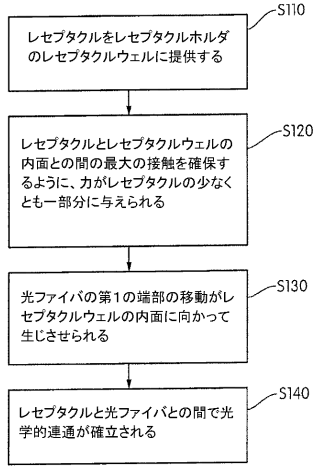 S110
レセプタクルをレセプタクルホルダ
のレセプタクルウェルに提供する
S120
レセプタクルとレセプタクルウェルの
内面との間の最大の接触を確保す
るように、力がレセプタクルの少なく
とも一部分に与えられる
S130
光ファイバの第1の端部の移動がレ
セプタクルウェルの内面に向かって
生じさせられる
S140
レセプタクルと光ファイバとの間で光
学的連通が確立される